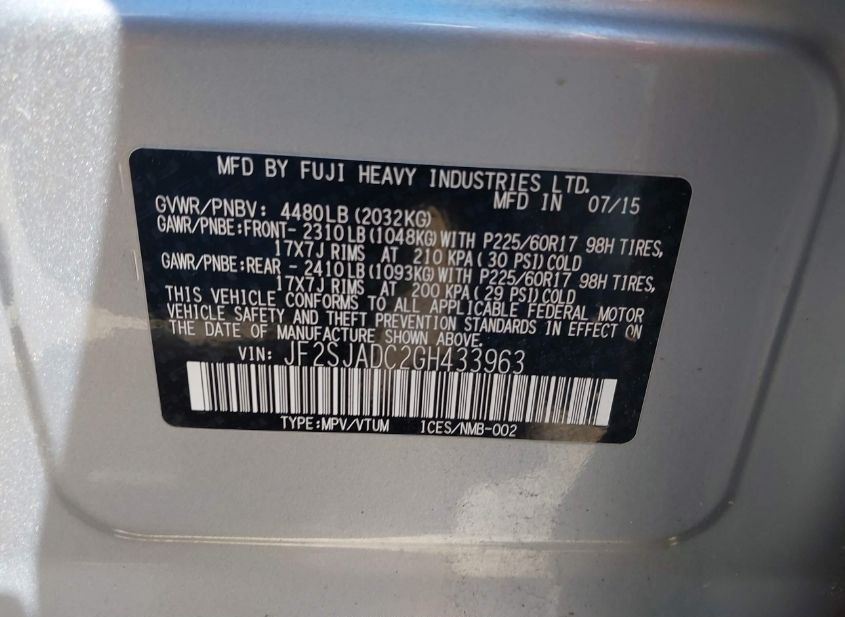 MFD BY FUJI HEAVY INDUSTRIES LTD.
MFD IN 07/15
GVWR/PNBV: 4480LB(2032KG)
GAWR/PNBE:FRONT- 2310LB(1048KG)WITH P225/60R17 98H TIRES,
17X7J RIMS AT 210 KPA(30 PSI)COLD
GAWR/PNBE:REAR - 2410LB(1093KG)WITH P225/60R17 98H TIRES,
17X7J RIMS AT 200 KPA(29 PSI)COLD
THIS VEHICLE CONFORMS TO ALL APPLICABLE FEDERAL MOTOR
VEHICLE SAFETY AND THEFT PREVENTION STANDARDS IN EFFECT ON
THE DATE OF MANUFACTURE SHOWN ABOVE.
VIN: JF2SJADC2GH433963
TYPE:MPV/VTUM ICES/NMB-002